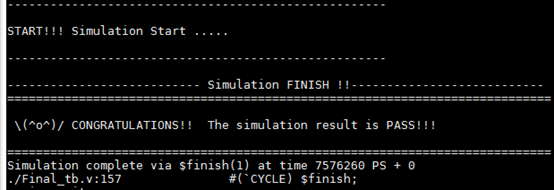 -----------------------------------------------------
START!!! Simulation Start .....
-----------------------------------------------------
--------------------------- Simulation FINISH !!---------------------------
============================================================================
\(^o^)/ CONGRATULATIONS!!  The simulation result is PASS!!!
============================================================================
Simulation complete via $finish(1) at time 7576260 PS + 0
./Final_tb.v:157               #(`CYCLE) $finish;